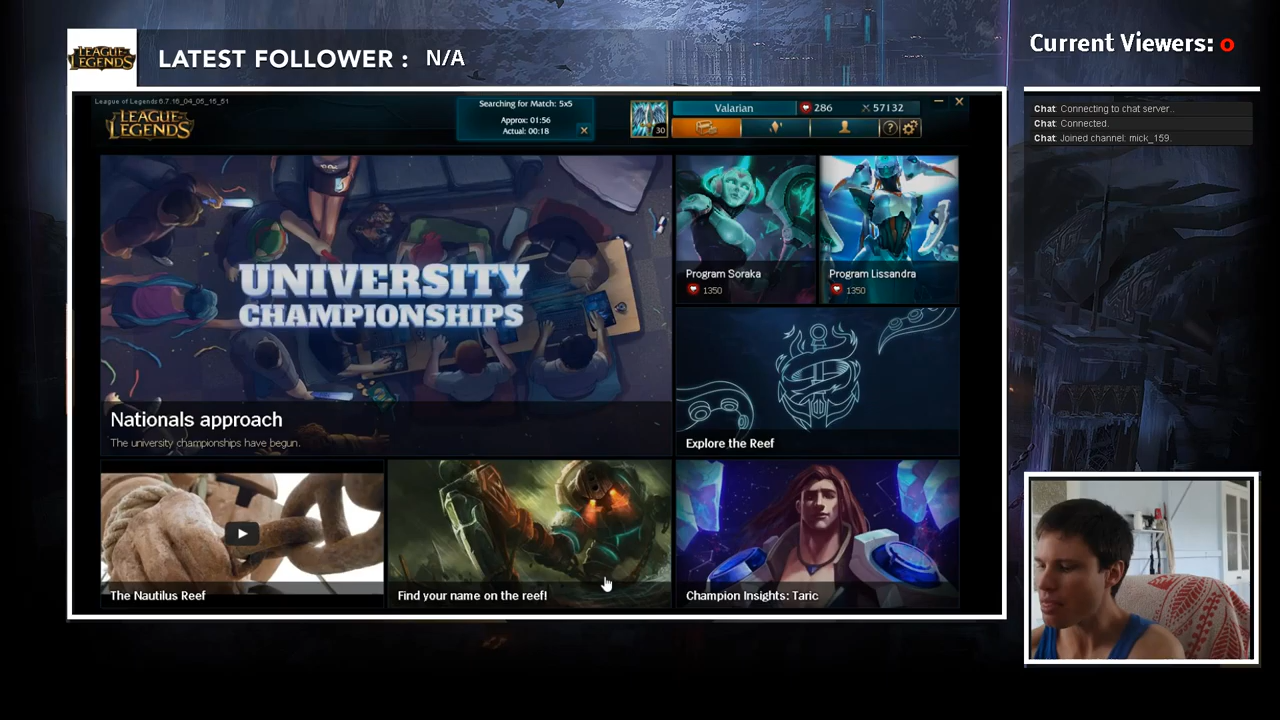 LEAGUE OF LEGENDS
LATEST FOLLOWER : N/A
Current Viewers: 0
League of Legends 6.7.16_04_05_15_51
LEAGUE OF LEGENDS
Searching for Match: 5x5
Approx: 01:56
Actual: 00:18
30
Valarian
286
57132
Chat: Connecting to chat server..
Chat: Connected.
Chat: Joined channel: mick_159.
UNIVERSITY
CHAMPIONSHIPS
Nationals approach
The university championships have begun.
Program Soraka
1350
Program Lissandra
1350
Explore the Reef
The Nautilus Reef
Find your name on the reef!
Champion Insights: Taric